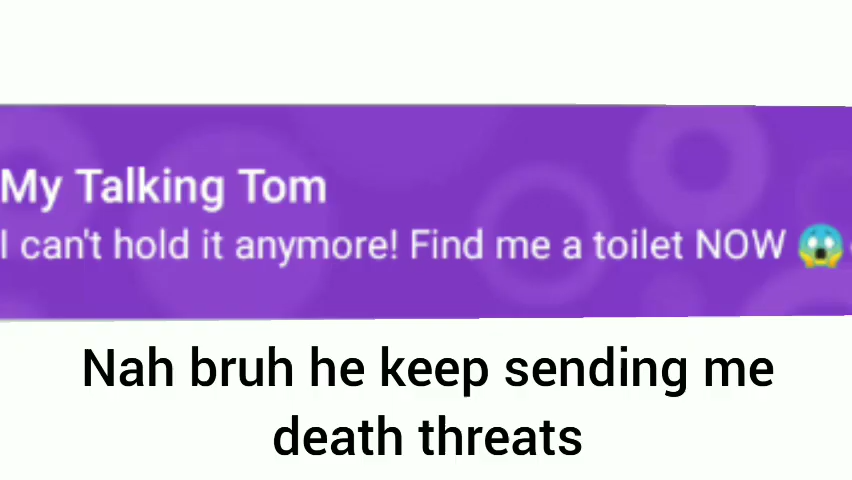 My Talking Tom
I can't hold it anymore! Find me a toilet NOW 😱
Nah bruh he keep sending me
death threats